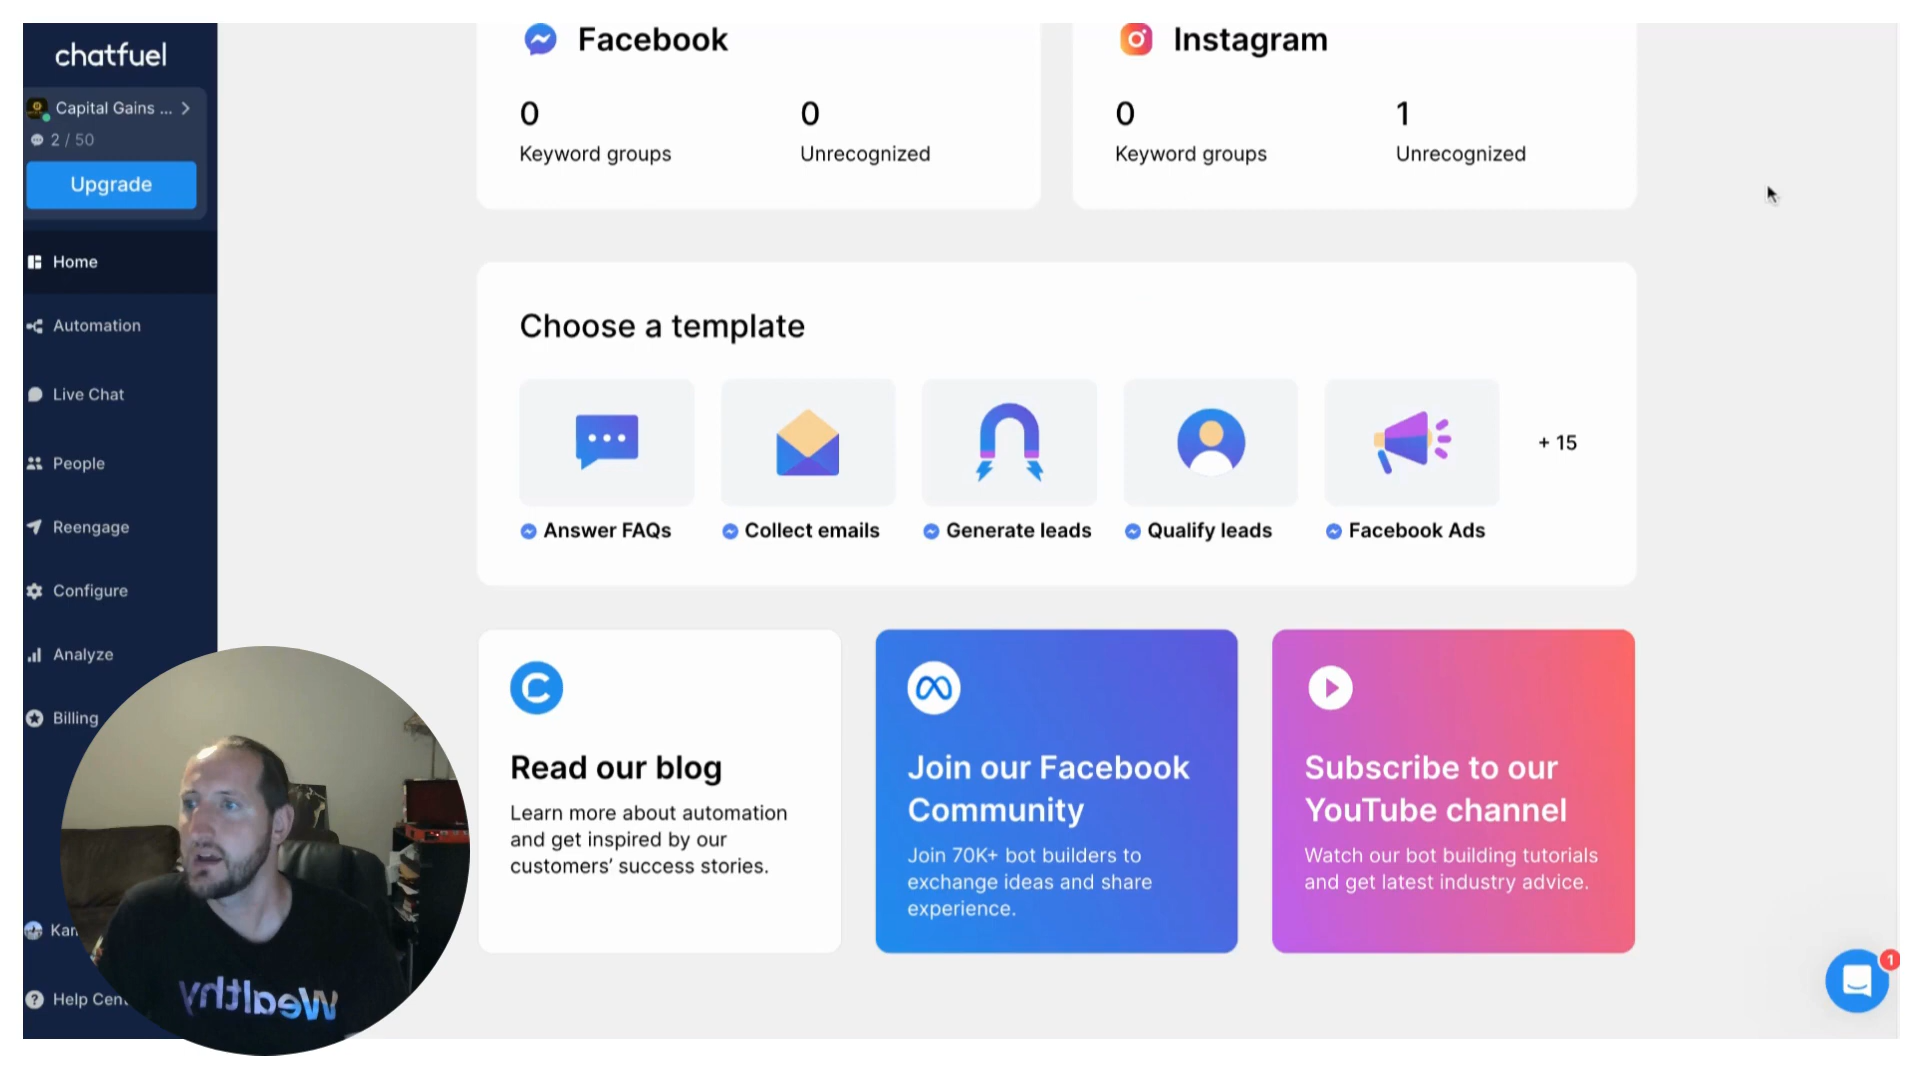 chatfuel
Capital Gains ...
2 / 50
Upgrade
Home
Automation
Live Chat
People
Reengage
Configure
Analyze
Billing
Kar
Help Cen
Facebook
0
Keyword groups
0
Unrecognized
Instagram
0
Keyword groups
1
Unrecognized
Choose a template
Answer FAQs
Collect emails
Generate leads
Qualify leads
Facebook Ads
+ 15
Read our blog
Learn more about automation
and get inspired by our
customers’ success stories.
Join our Facebook
Community
Join 70K+ bot builders to
exchange ideas and share
experience.
Subscribe to our
YouTube channel
Watch our bot building tutorials
and get latest industry advice.
1
Wealthy